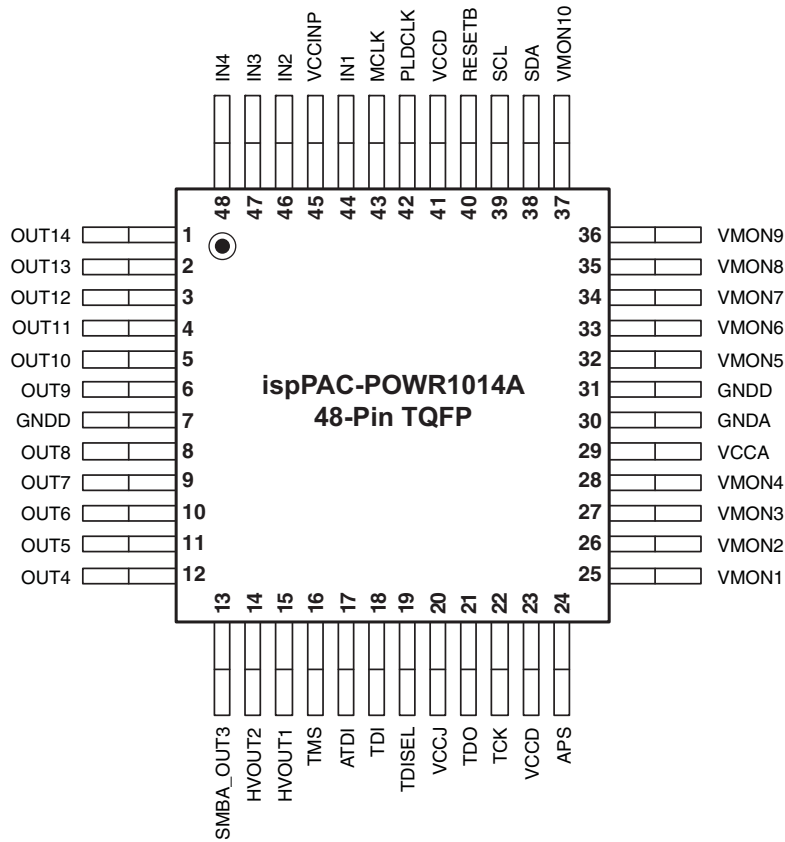 IN4
IN3
IN2
VCCINP
IN1
MCLK
PLDCLK
VCCD
RESETB
SCL
SDA
VMON10
48
47
46
45
44
43
42
41
40
39
38
37
OUT14 1
OUT13 2
OUT12 3
OUT11 4
OUT10 5
OUT9 6
GNDD 7
OUT8 8
OUT7 9
OUT6 10
OUT5 11
OUT4 12
ispPAC-POWR1014A
48-Pin TQFP
36 VMON9
35 VMON8
34 VMON7
33 VMON6
32 VMON5
31 GNDD
30 GNDA
29 VCCA
28 VMON4
27 VMON3
26 VMON2
25 VMON1
13
14
15
16
17
18
19
20
21
22
23
24
SMBA_OUT3
HVOUT2
HVOUT1
TMS
ATDI
TDI
TDISEL
VCCJ
TDO
TCK
VCCD
APS